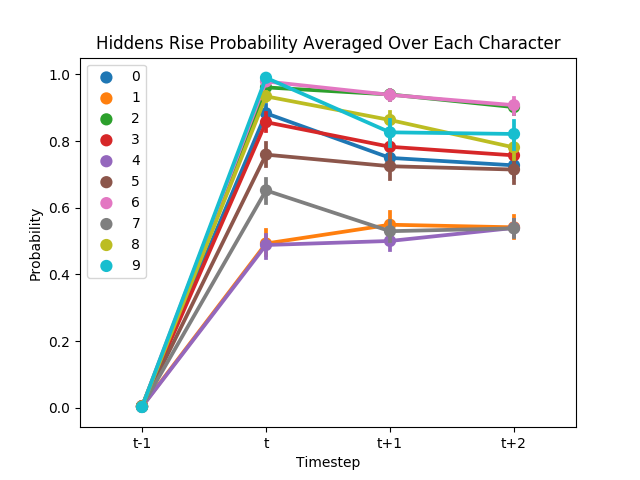 Hiddens Rise Probability Averaged Over Each Character
1.0
0.8
0.6
0.4
0.2
0.0
Probability
0
1
2
3
4
5
6
7
8
9
t-1
t
t+1
t+2
Timestep